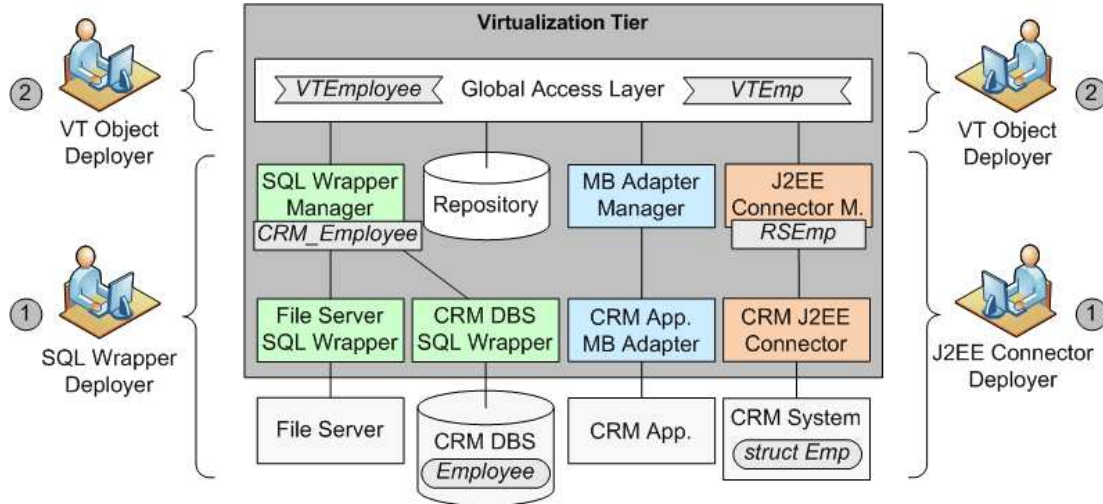 Virtualization Tier
VTEmployee
Global Access Layer
VTEmp
2
VT Object
Deployer
2
VT Object
Deployer
SQL Wrapper
Manager
CRM_Employee
Repository
MB Adapter
Manager
J2EE
Connector M.
RSEmp
1
SQL Wrapper
Deployer
File Server
SQL Wrapper
CRM DBS
SQL Wrapper
CRM App.
MB Adapter
CRM J2EE
Connector
1
J2EE Connector
Deployer
File Server
CRM DBS
Employee
CRM App.
CRM System
struct Emp